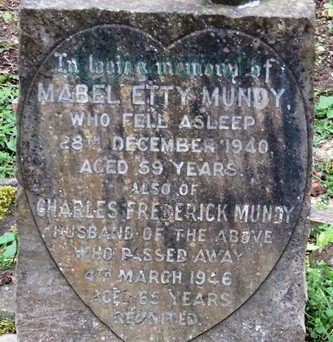 In loving memory of
MABEL ETTY MUNDY
WHO FELL ASLEEP
28TH DECEMBER 1940
AGED 59 YEARS
ALSO OF
CHARLES FREDERICK MUNDY
HUSBAND OF THE ABOVE
WHO PASSED AWAY
4TH MARCH 1946
AGED 65 YEARS
REUNITED